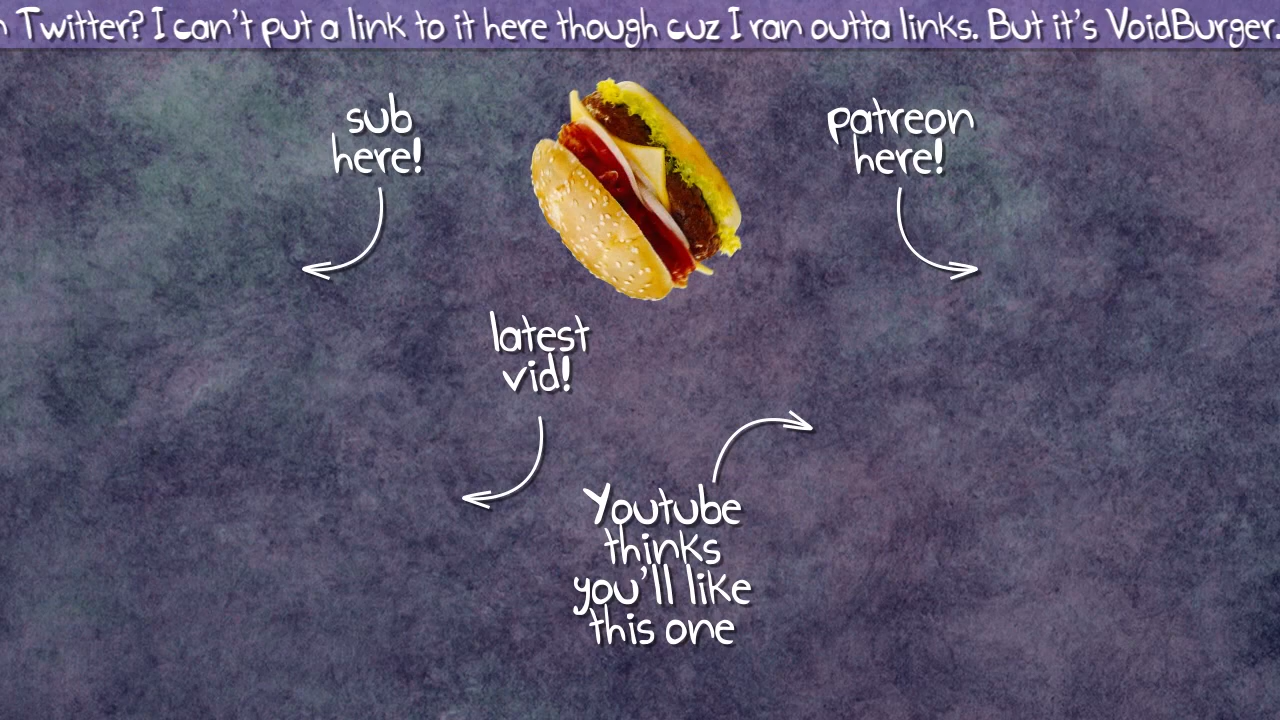 Twitter? I can't put a link to it here though cuz I ran outta links. But it's VoidBurger.
sub
here!
patreon
here!
latest
vid!
Youtube
thinks
you'll like
this one